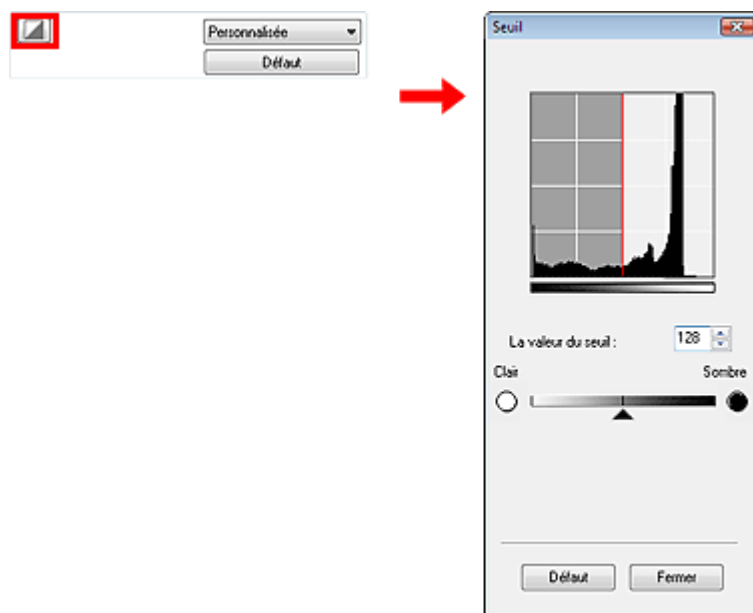 Personnalisée
Défaut
Seuil
La valeur du seuil : 128
Clair Sombre
Défaut Fermer